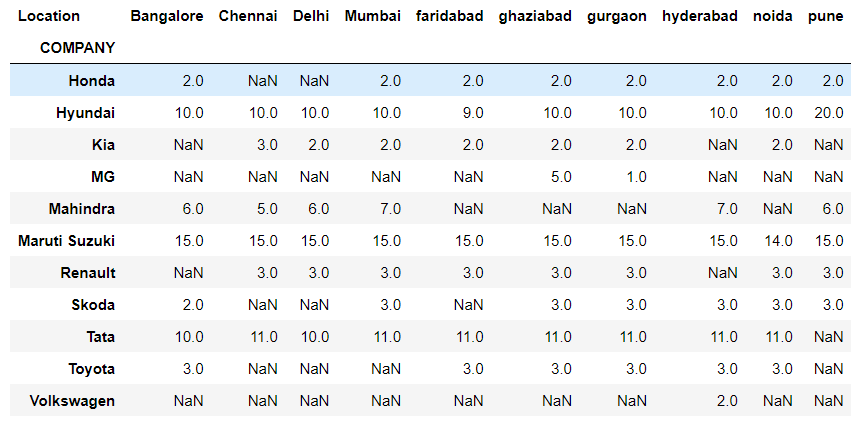 Location Bangalore Chennai Delhi Mumbai faridabad ghaziabad gurgaon hyderabad noida pune
COMPANY
Honda 2.0 NaN NaN 2.0 2.0 2.0 2.0 2.0 2.0 2.0
Hyundai 10.0 10.0 10.0 10.0 9.0 10.0 10.0 10.0 10.0 20.0
Kia NaN 3.0 2.0 2.0 2.0 2.0 2.0 NaN 2.0 NaN
MG NaN NaN NaN NaN NaN 5.0 1.0 NaN NaN NaN
Mahindra 6.0 5.0 6.0 7.0 NaN NaN NaN 7.0 NaN 6.0
Maruti Suzuki 15.0 15.0 15.0 15.0 15.0 15.0 15.0 15.0 14.0 15.0
Renault NaN 3.0 3.0 3.0 3.0 3.0 3.0 NaN 3.0 3.0
Skoda 2.0 NaN NaN 3.0 NaN 3.0 3.0 3.0 3.0 3.0
Tata 10.0 11.0 10.0 11.0 11.0 11.0 11.0 11.0 11.0 NaN
Toyota 3.0 NaN NaN NaN 3.0 3.0 3.0 3.0 3.0 NaN
Volkswagen NaN NaN NaN NaN NaN NaN NaN 2.0 NaN NaN